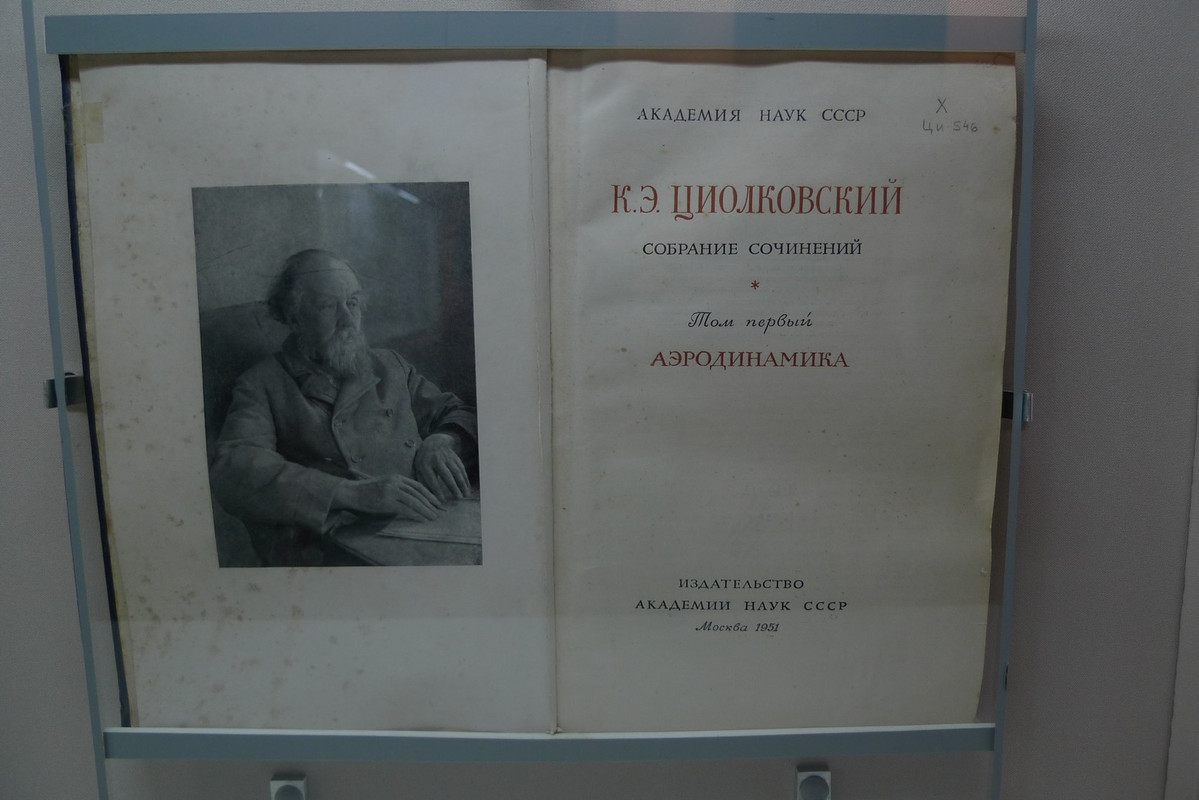 АКАДЕМИЯ НАУК СССР
Х
Ци-546
К.Э. ЦИОЛКОВСКИЙ
СОБРАНИЕ СОЧИНЕНИЙ
*
Том первый
АЭРОДИНАМИКА
ИЗДАТЕЛЬСТВО
АКАДЕМИИ НАУК СССР
Москва 1951